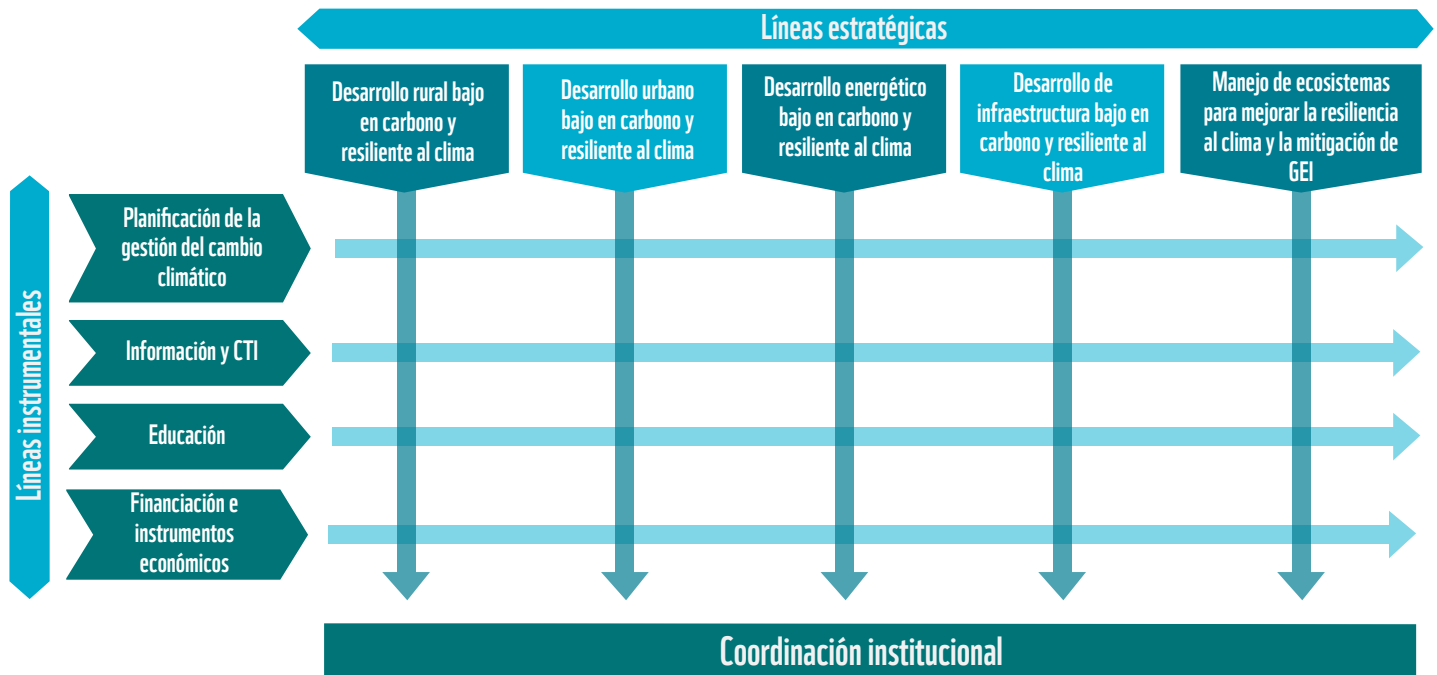 Líneas estratégicas
Desarrollo rural bajo
en carbono y
resiliente al clima
Desarrollo urbano
bajo en carbono y
resiliente al clima
Desarrollo energético
bajo en carbono y
resiliente al clima
Desarrollo de
infraestructura bajo en
carbono y resiliente al
clima
Manejo de ecosistemas
para mejorar la resiliencia
al clima y la mitigación de
GEI
Líneas instrumentales
Planificación de la
gestión del cambio
climático
Información y CTI
Educación
Financiación e
instrumentos
económicos
Coordinación institucional